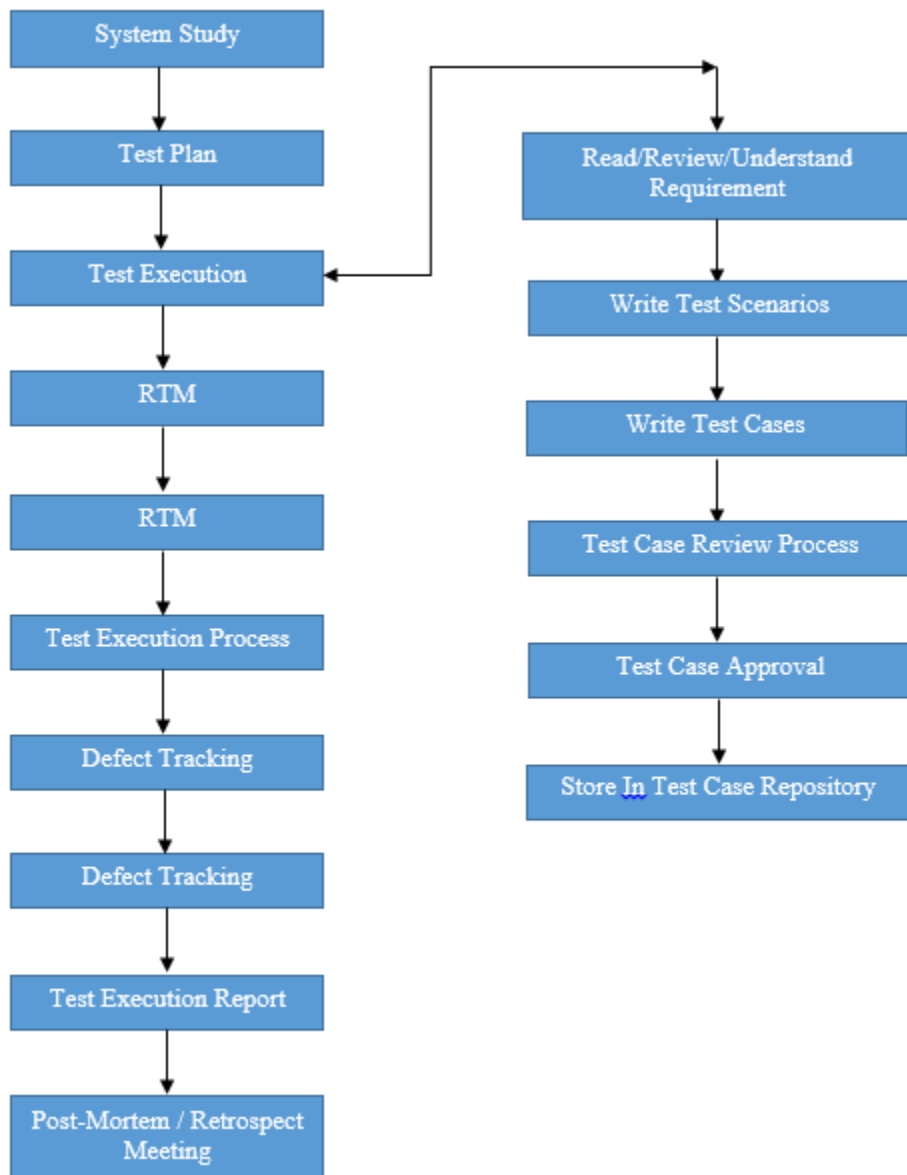 System Study
Test Plan
Test Execution
RTM
RTM
Test Execution Process
Defect Tracking
Defect Tracking
Test Execution Report
Post-Mortem / Retrospect
Meeting
Read/Review/Understand
Requirement
Write Test Scenarios
Write Test Cases
Test Case Review Process
Test Case Approval
Store In Test Case Repository